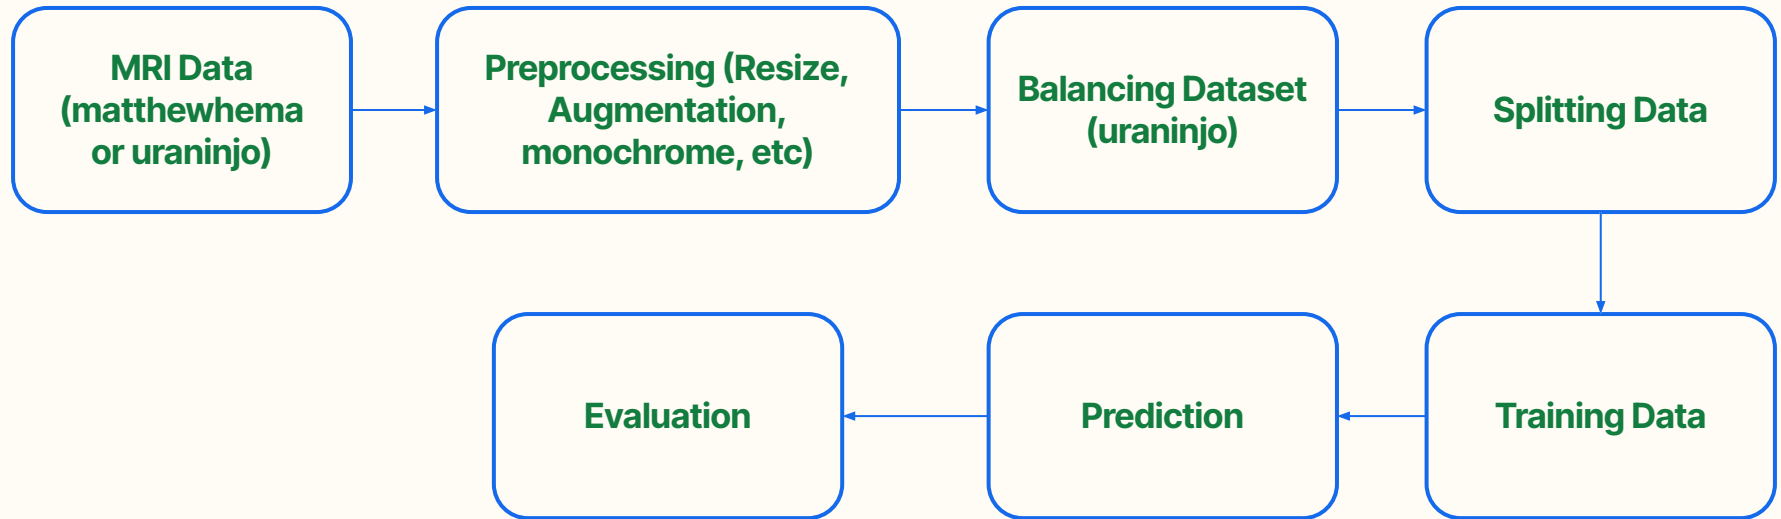 MRI Data
(matthewhema
or uraninjo)
Preprocessing (Resize,
Augmentation,
monochrome, etc)
Balancing Dataset
(uraninjo)
Splitting Data
Training Data
Prediction
Evaluation